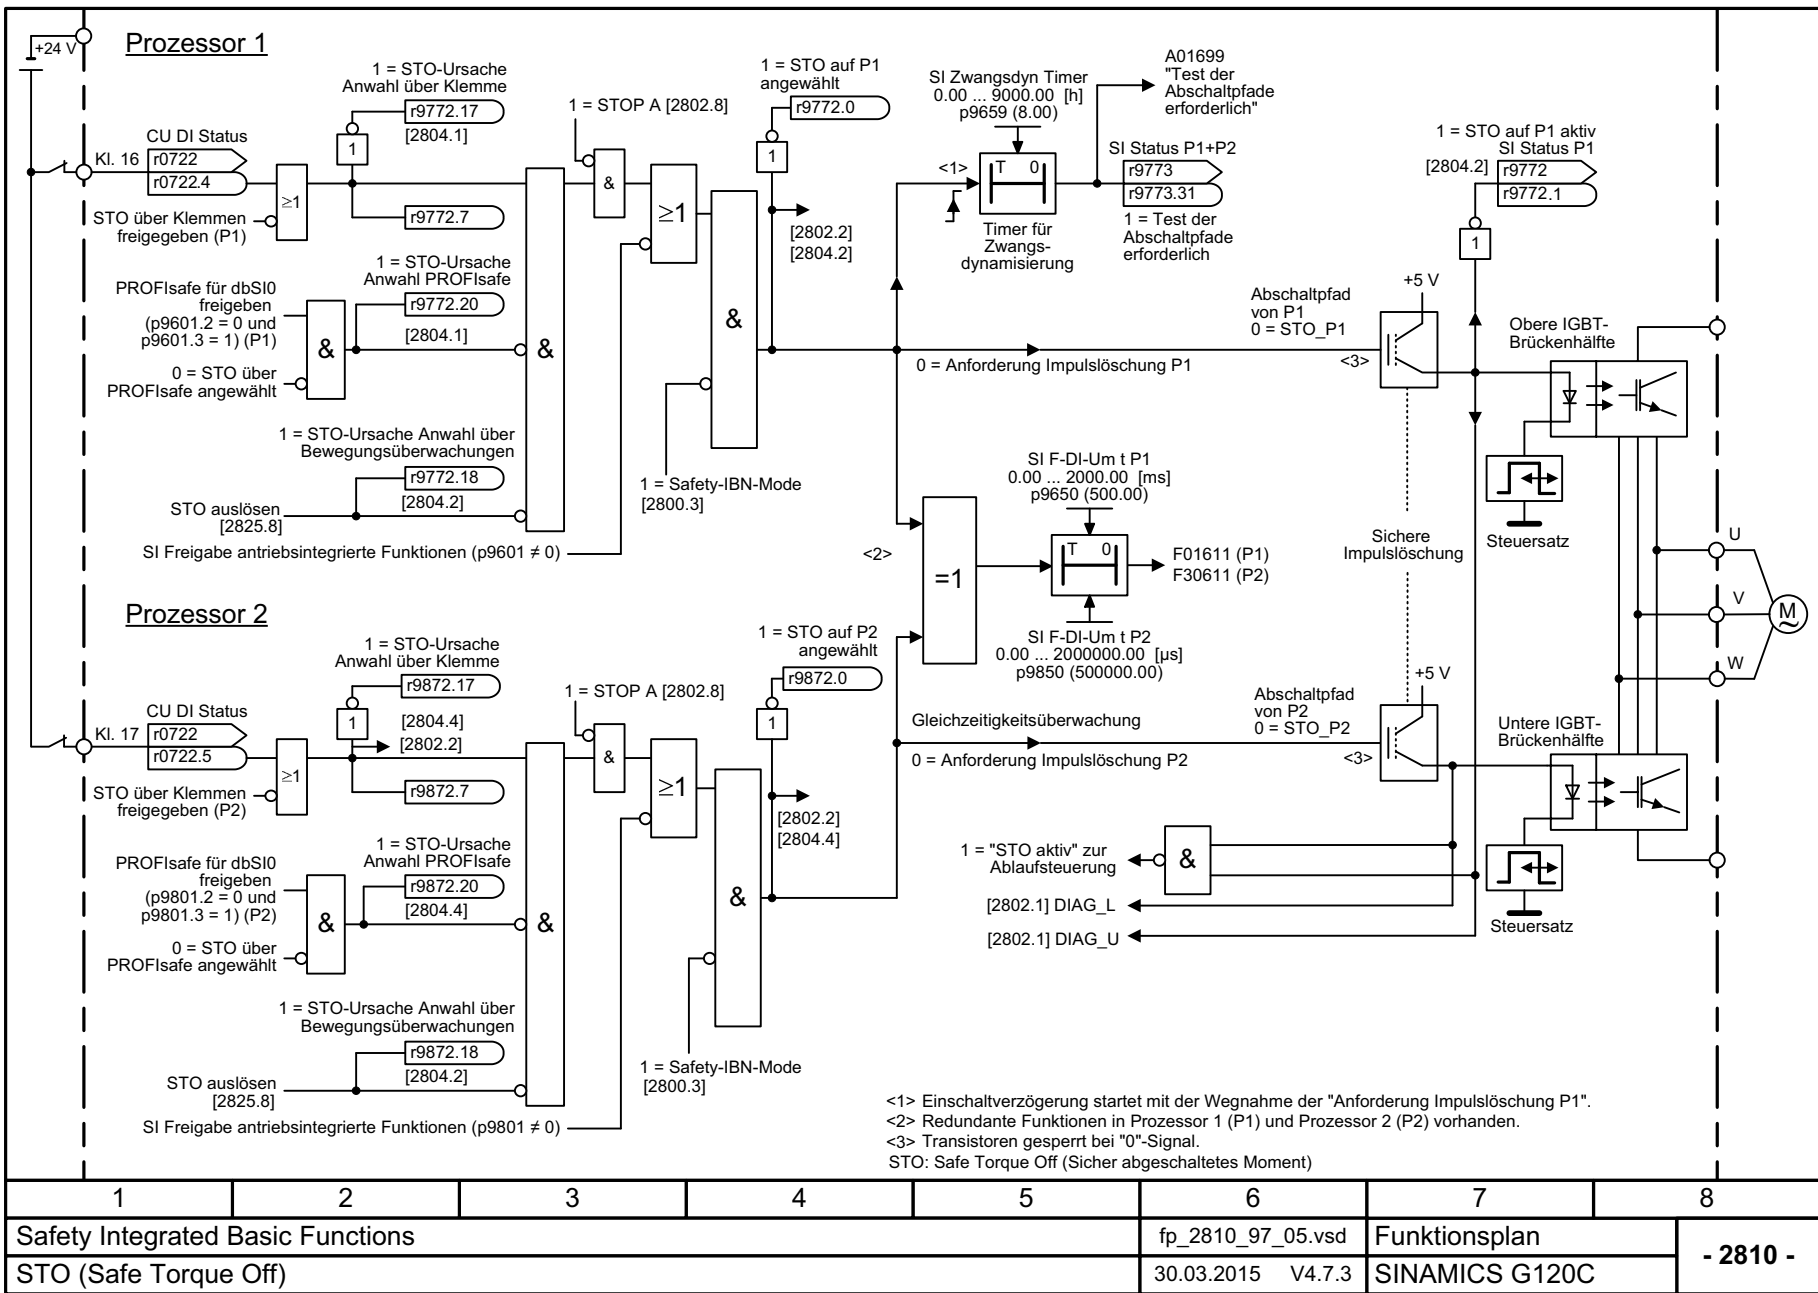 +24 V
Prozessor 1
1 = STO-Ursache
Anwahl über Klemme
r9772.17
[2804.1]
1
CU DI Status
Kl. 16
r0722
r0722.4
≥1
STO über Klemmen
freigegeben (P1)
r9772.7
1 = STO-Ursache
Anwahl PROFIsafe
r9772.20
[2804.1]
PROFIsafe für dbSI0
freigeben
(p9601.2 = 0 und
p9601.3 = 1) (P1)
&
0 = STO über
PROFIsafe angewählt
1 = STO-Ursache Anwahl über
Bewegungsüberwachungen
r9772.18
[2804.2]
STO auslösen
[2825.8]
SI Freigabe antriebsintegrierte Funktionen (p9601 ≠ 0)
&
1 = STOP A [2802.8]
&
≥1
1 = STO auf P1
angewählt
r9772.0
1
[2802.2]
[2804.2]
&
1 = Safety-IBN-Mode
[2800.3]
SI Zwangsdyn Timer
0.00 ... 9000.00 [h]
p9659 (8.00)
<1>
T 0
Timer für
Zwangs-
dynamisierung
A01699
"Test der
Abschaltpfade
erforderlich"
SI Status P1+P2
r9773
r9773.31
1 = Test der
Abschaltpfade
erforderlich
1 = STO auf P1 aktiv
SI Status P1
[2804.2]
r9772
r9772.1
1
+5 V
Abschaltpfad
von P1
0 = STO_P1
<3>
0 = Anforderung Impulslöschung P1
Obere IGBT-
Brückenhälfte
Steuersatz
SI F-DI-Um t P1
0.00 ... 2000.00 [ms]
p9650 (500.00)
<2>
=1
T 0
F01611 (P1)
F30611 (P2)
SI F-DI-Um t P2
0.00 ... 2000000.00 [µs]
p9850 (500000.00)
Sichere
Impulslöschung
U
V
W
M
~
Prozessor 2
1 = STO-Ursache
Anwahl über Klemme
r9872.17
1
[2804.4]
[2802.2]
CU DI Status
Kl. 17
r0722
r0722.5
≥1
STO über Klemmen
freigegeben (P2)
r9872.7
1 = STO-Ursache
Anwahl PROFIsafe
r9872.20
[2804.4]
PROFIsafe für dbSI0
freigeben
(p9801.2 = 0 und
p9801.3 = 1) (P2)
&
0 = STO über
PROFIsafe angewählt
1 = STO-Ursache Anwahl über
Bewegungsüberwachungen
r9872.18
[2804.2]
STO auslösen
[2825.8]
SI Freigabe antriebsintegrierte Funktionen (p9801 ≠ 0)
&
1 = STOP A [2802.8]
&
≥1
1 = STO auf P2
angewählt
r9872.0
1
[2802.2]
[2804.4]
&
1 = Safety-IBN-Mode
[2800.3]
Gleichzeitigkeitsüberwachung
0 = Anforderung Impulslöschung P2
Abschaltpfad
von P2
0 = STO_P2
<3>
+5 V
Untere IGBT-
Brückenhälfte
Steuersatz
1 = "STO aktiv" zur
Ablaufsteuerung
&
[2802.1] DIAG_L
[2802.1] DIAG_U
<1> Einschaltverzögerung startet mit der Wegnahme der "Anforderung Impulslöschung P1".
<2> Redundante Funktionen in Prozessor 1 (P1) und Prozessor 2 (P2) vorhanden.
<3> Transistoren gesperrt bei "0"-Signal.
STO: Safe Torque Off (Sicher abgeschaltetes Moment)
1 2 3 4 5 6 7 8
Safety Integrated Basic Functions
fp_2810_97_05.vsd
Funktionsplan
- 2810 -
STO (Safe Torque Off)
30.03.2015 V4.7.3
SINAMICS G120C